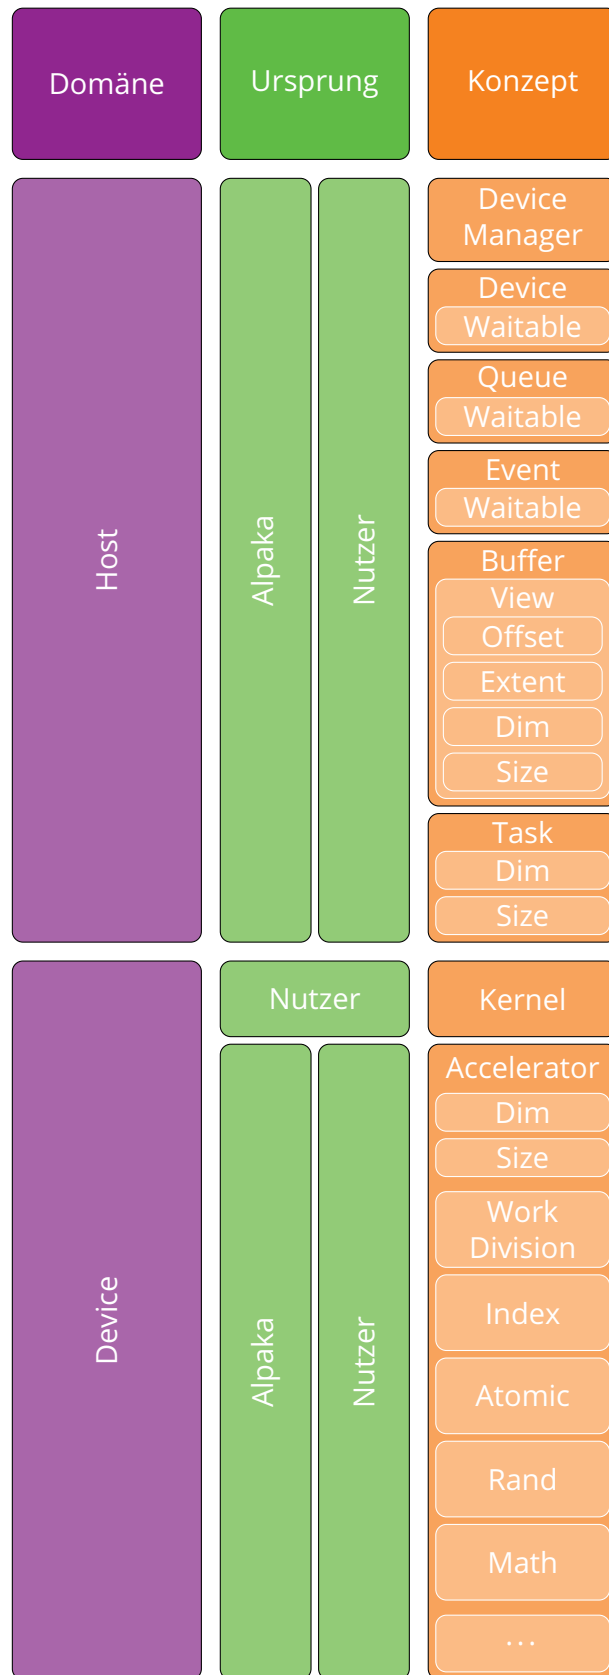 Domäne
Ursprung
Konzept
Host
Alpaka
Nutzer
Device
Manager
Device
Waitable
Queue
Waitable
Event
Waitable
Buffer
View
Offset
Extent
Dim
Size
Task
Dim
Size
Device
Nutzer
Alpaka
Nutzer
Kernel
Accelerator
Dim
Size
Work
Division
Index
Atomic
Rand
Math
...